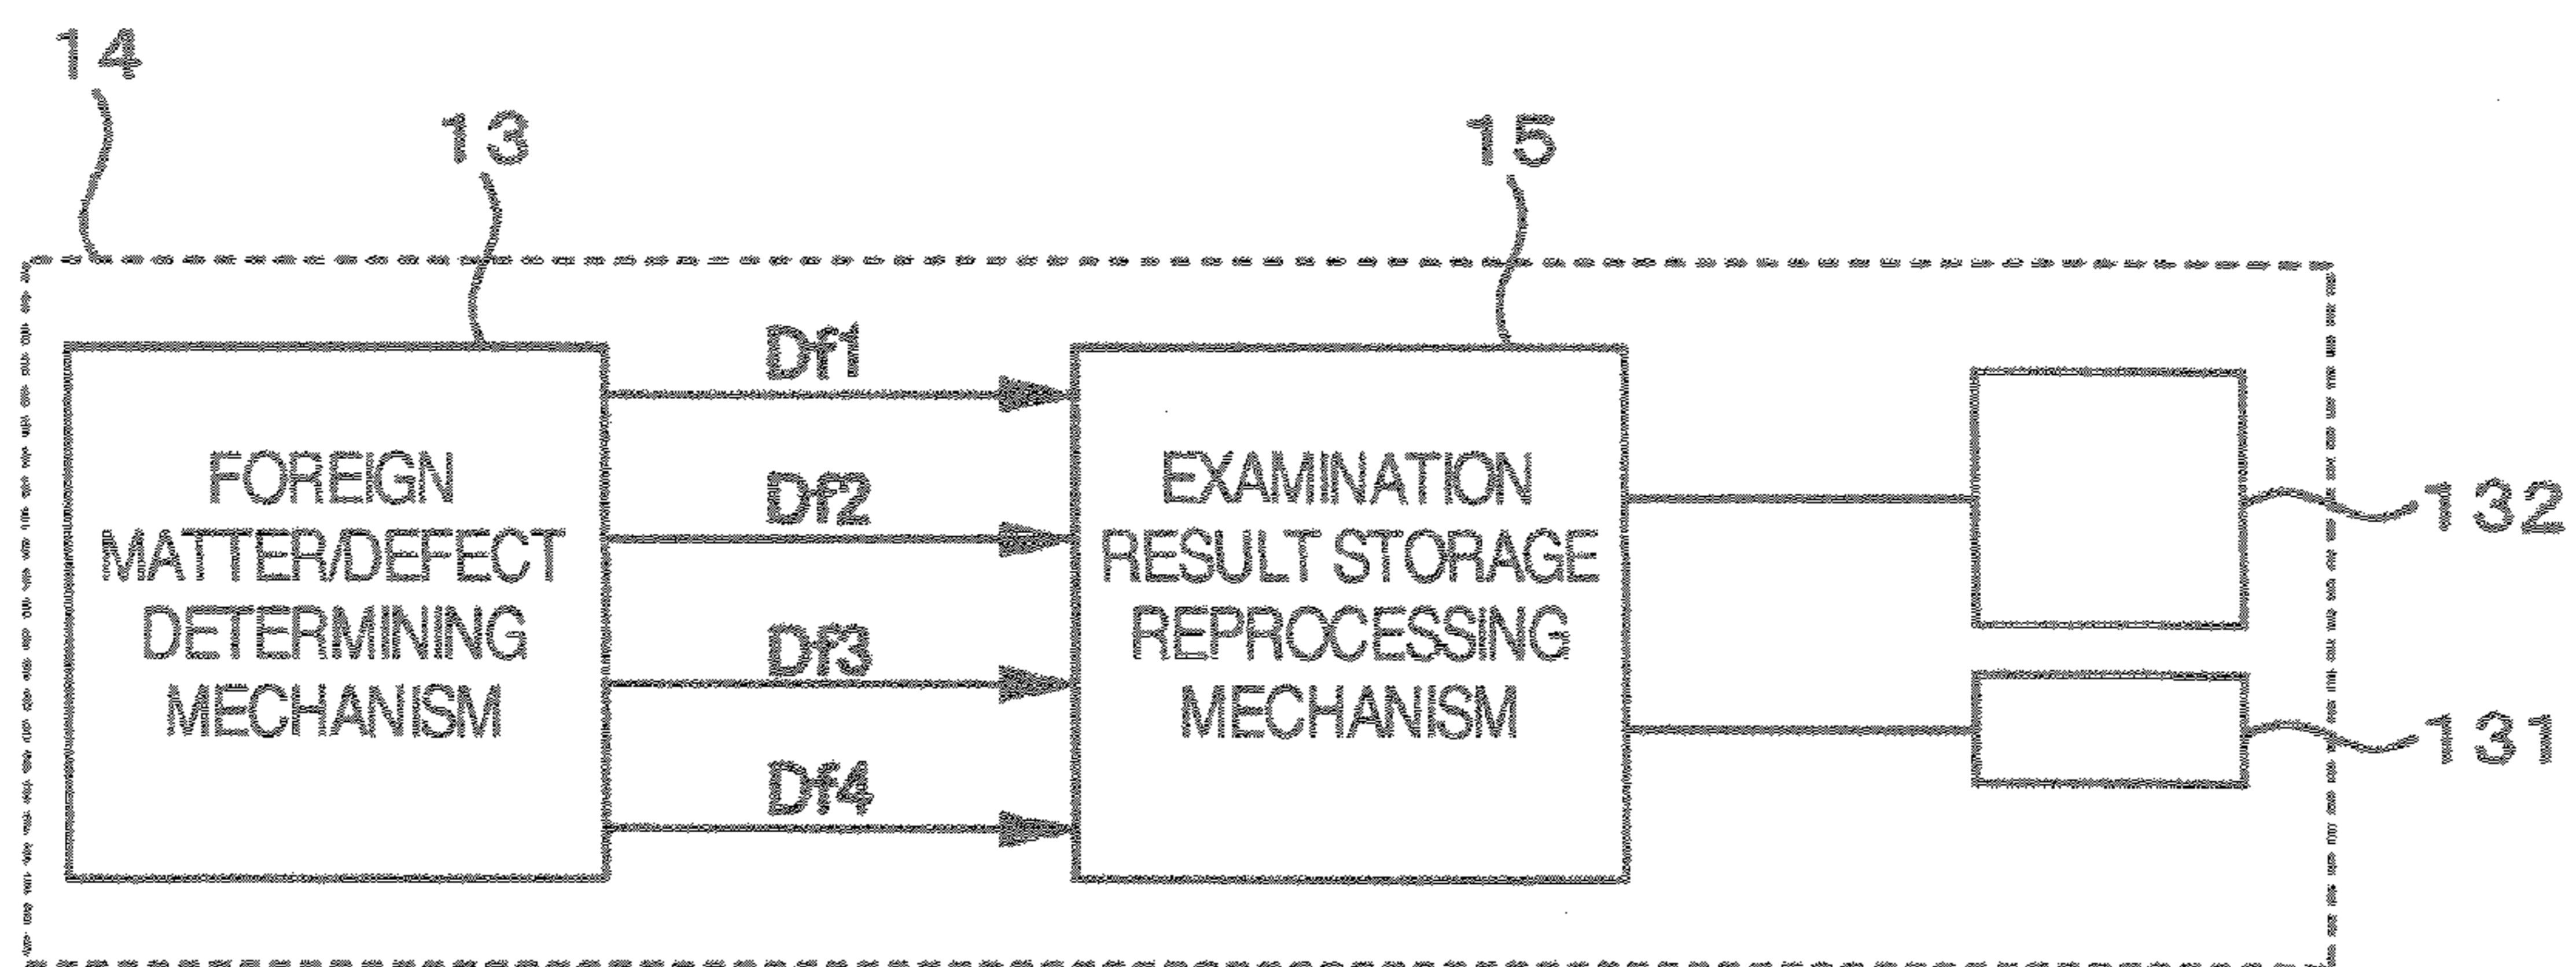 14
13
15
Df1
Df2
Df3
Df4
FOREIGN
MATTER/DEFECT
DETERMINING
MECHANISM
EXAMINATION
RESULT STORAGE
REPROCESSING
MECHANISM
132
131